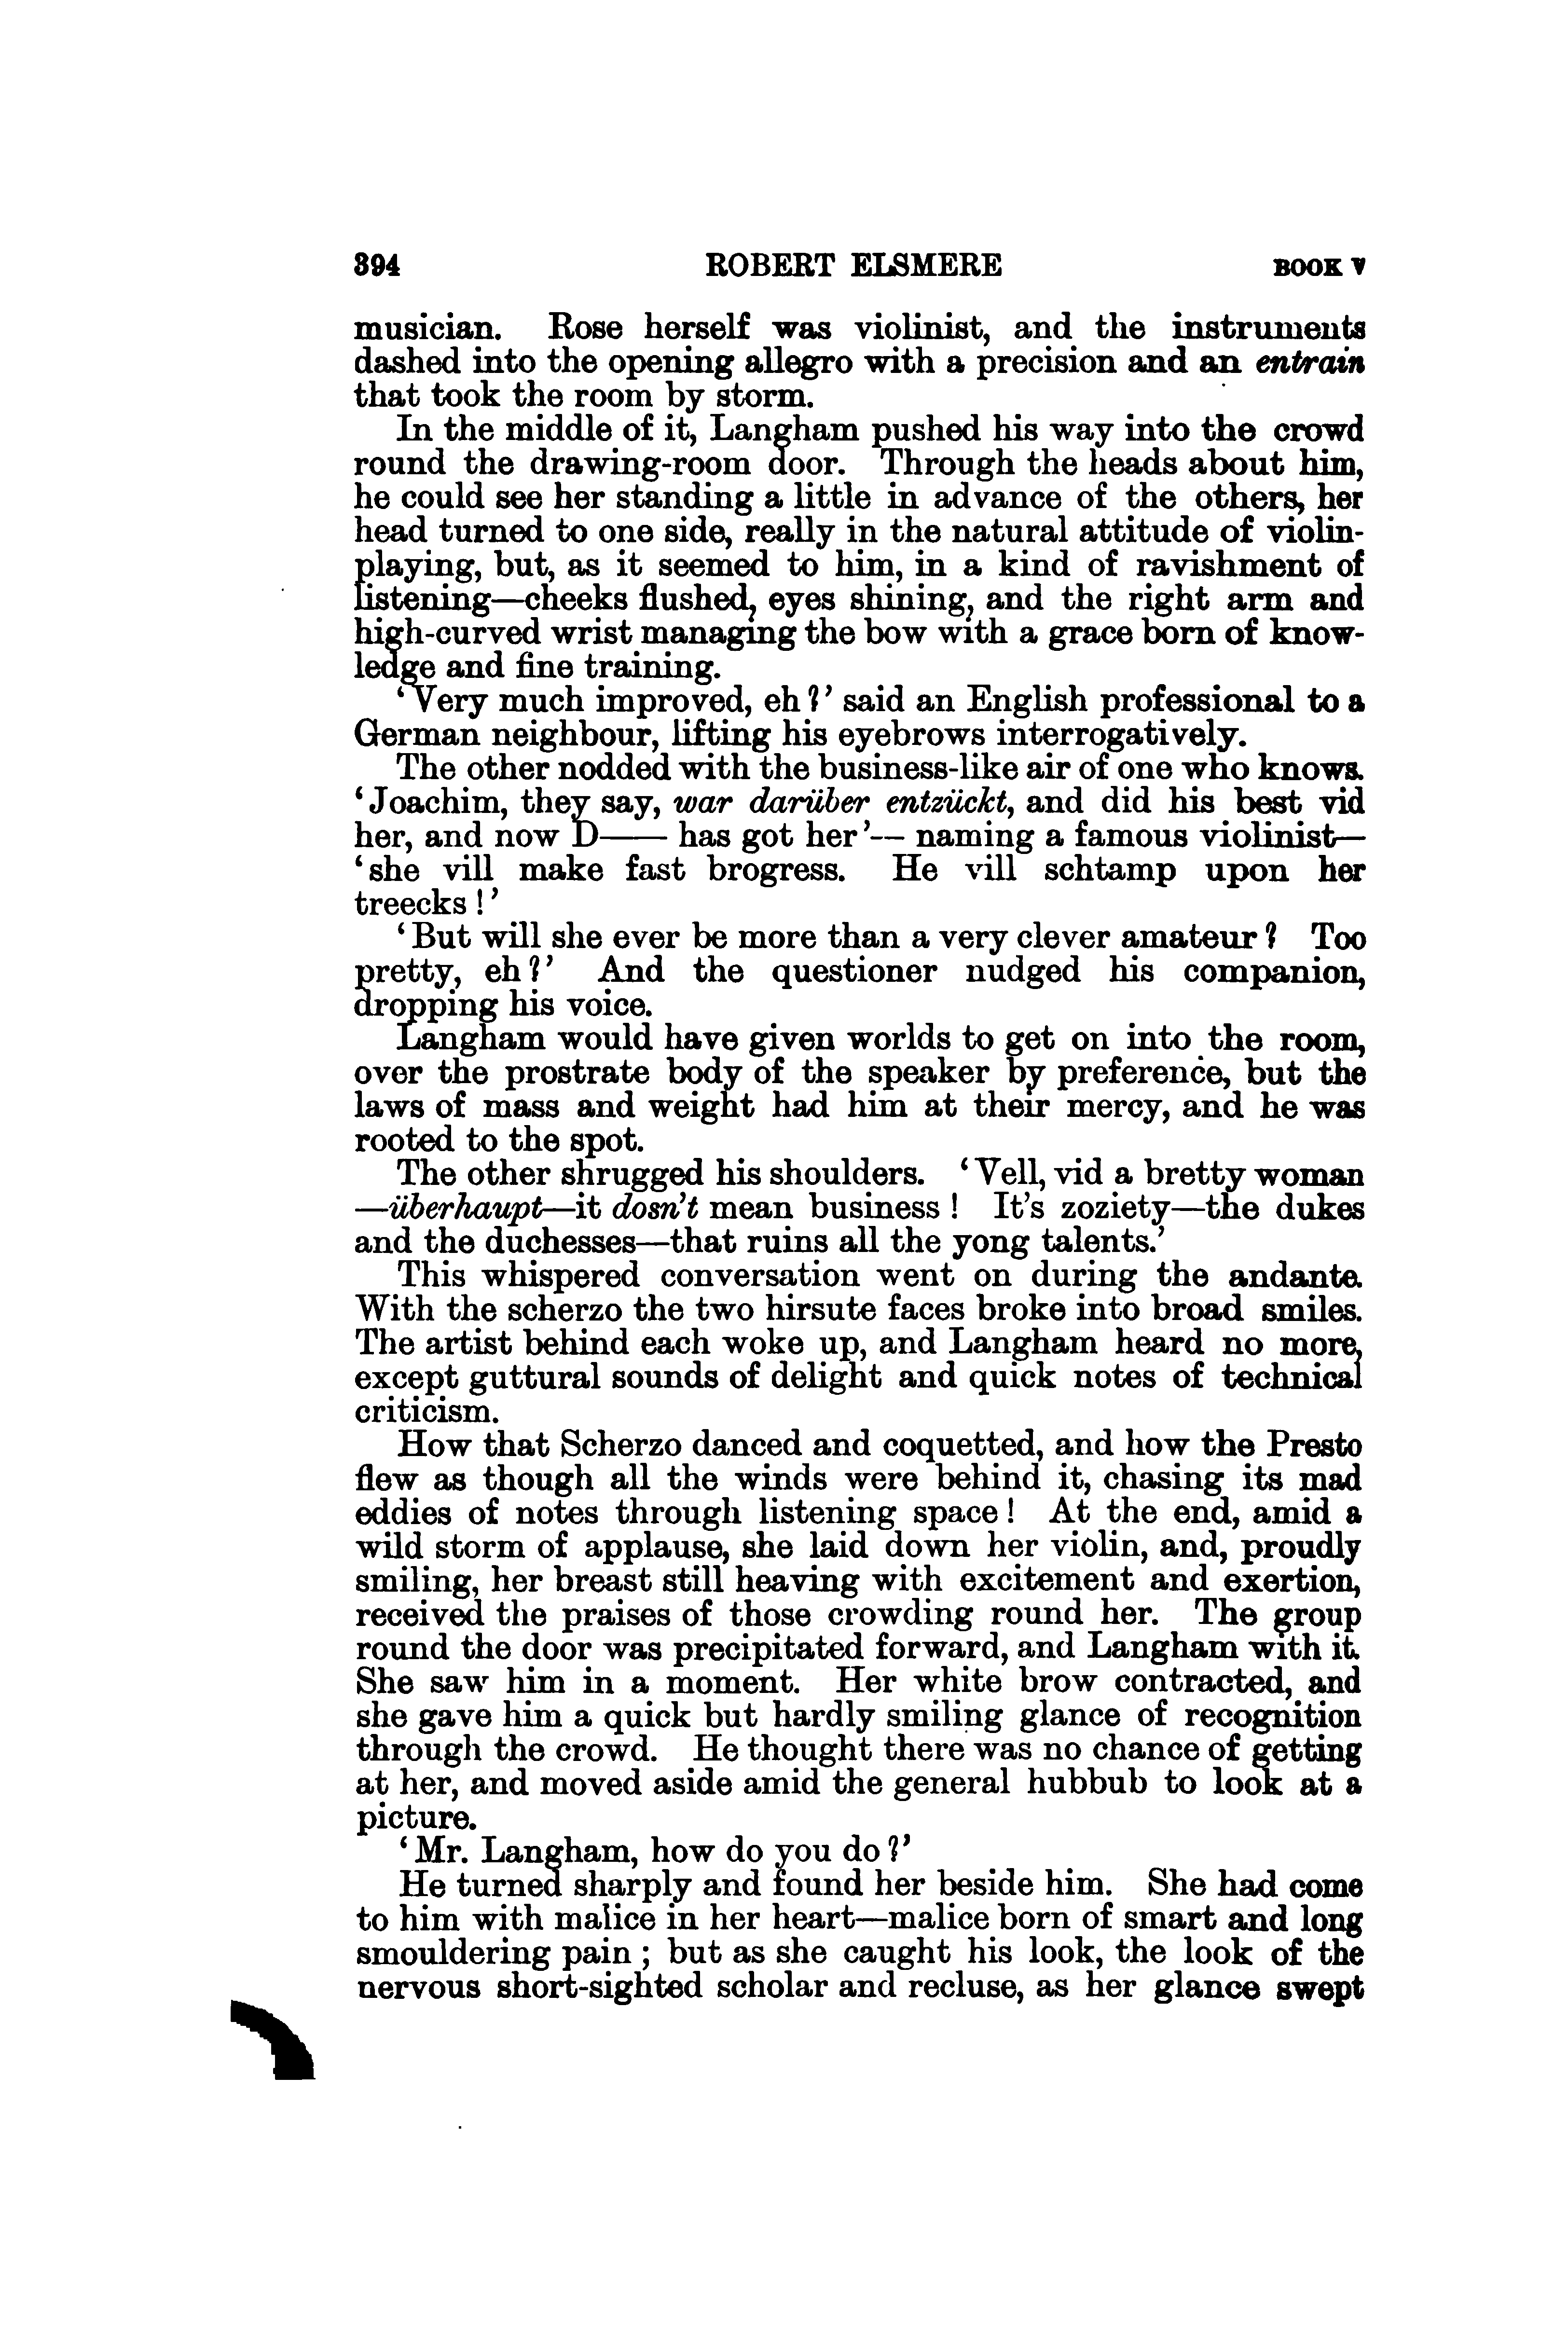 394 ROBERT ELSMERE BOOK V
musician. Rose herself was violinist, and the instruments
dashed into the opening allegro with a precision and an entrain
that took the room by storm.
In the middle of it, Langham pushed his way into the crowd
round the drawing-room door. Through the heads about him,
he could see her standing a little in advance of the others, her
head turned to one side, really in the natural attitude of violin-
playing, but, as it seemed to him, in a kind of ravishment of
listening—cheeks flushed, eyes shining, and the right arm and
high-curved wrist managing the bow with a grace born of know-
ledge and fine training.
‘Very much improved, eh?’ said an English professional to a
German neighbour, lifting his eyebrows interrogatively.
The other nodded with the business-like air of one who knows.
‘Joachim, they say, war darüber entzückt, and did his best vid
her, and now D—— has got her’—naming a famous violinist—
‘she vill make fast brogress. He vill schtamp upon her
treecks!’
‘But will she ever be more than a very clever amateur? Too
pretty, eh?’ And the questioner nudged his companion,
dropping his voice.
Langham would have given worlds to get on into the room,
over the prostrate body of the speaker by preference, but the
laws of mass and weight had him at their mercy, and he was
rooted to the spot.
The other shrugged his shoulders. ‘Vell, vid a bretty woman
—überhaupt—it dosn’t mean business! It’s zoziety—the dukes
and the duchesses—that ruins all the yong talents.’
This whispered conversation went on during the andante.
With the scherzo the two hirsute faces broke into broad smiles.
The artist behind each woke up, and Langham heard no more,
except guttural sounds of delight and quick notes of technical
criticism.
How that Scherzo danced and coquetted, and how the Presto
flew as though all the winds were behind it, chasing its mad
eddies of notes through listening space! At the end, amid a
wild storm of applause, she laid down her violin, and, proudly
smiling, her breast still heaving with excitement and exertion,
received the praises of those crowding round her. The group
round the door was precipitated forward, and Langham with it.
She saw him in a moment. Her white brow contracted, and
she gave him a quick but hardly smiling glance of recognition
through the crowd. He thought there was no chance of getting
at her, and moved aside amid the general hubbub to look at a
picture.
‘Mr. Langham, how do you do?’
He turned sharply and found her beside him. She had come
to him with malice in her heart—malice born of smart and long
smouldering pain; but as she caught his look, the look of the
nervous short-sighted scholar and recluse, as her glance swept